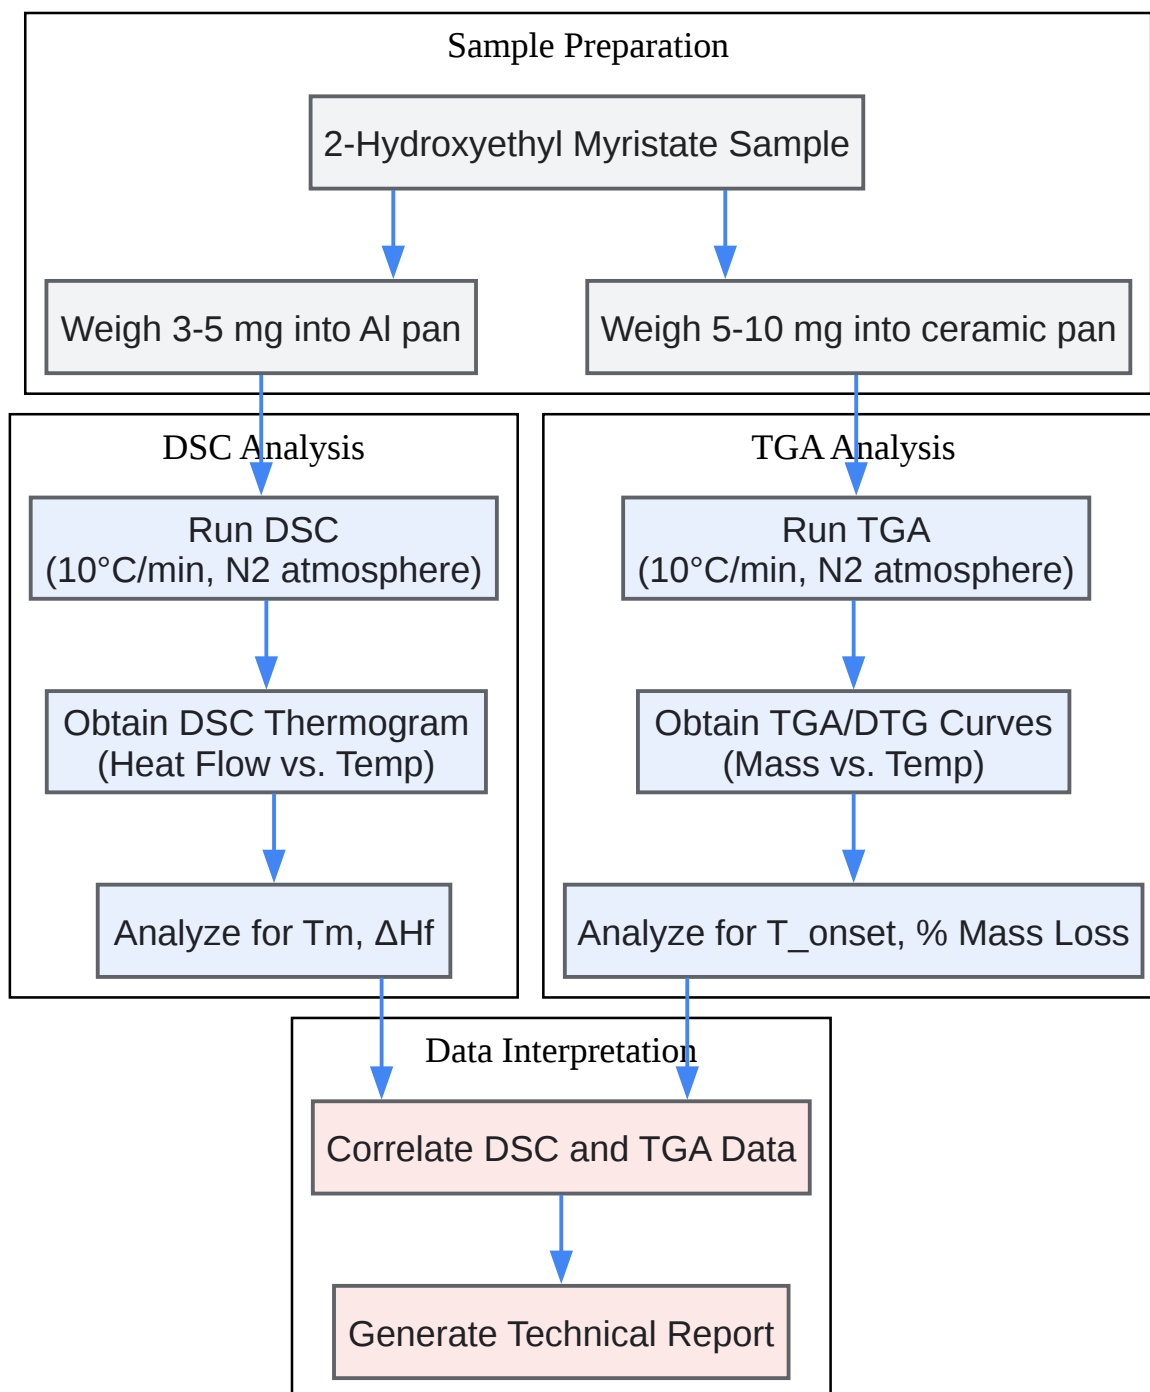 Sample Preparation
2-Hydroxyethyl Myristate Sample
Weigh 3-5 mg into Al pan
Weigh 5-10 mg into ceramic pan
DSC Analysis
Run DSC
(10°C/min, N2 atmosphere)
Obtain DSC Thermogram
(Heat Flow vs. Temp)
Analyze for Tm, ΔHf
TGA Analysis
Run TGA
(10°C/min, N2 atmosphere)
Obtain TGA/DTG Curves
(Mass vs. Temp)
Analyze for T_onset, % Mass Loss
Data Interpretation
Correlate DSC and TGA Data
Generate Technical Report